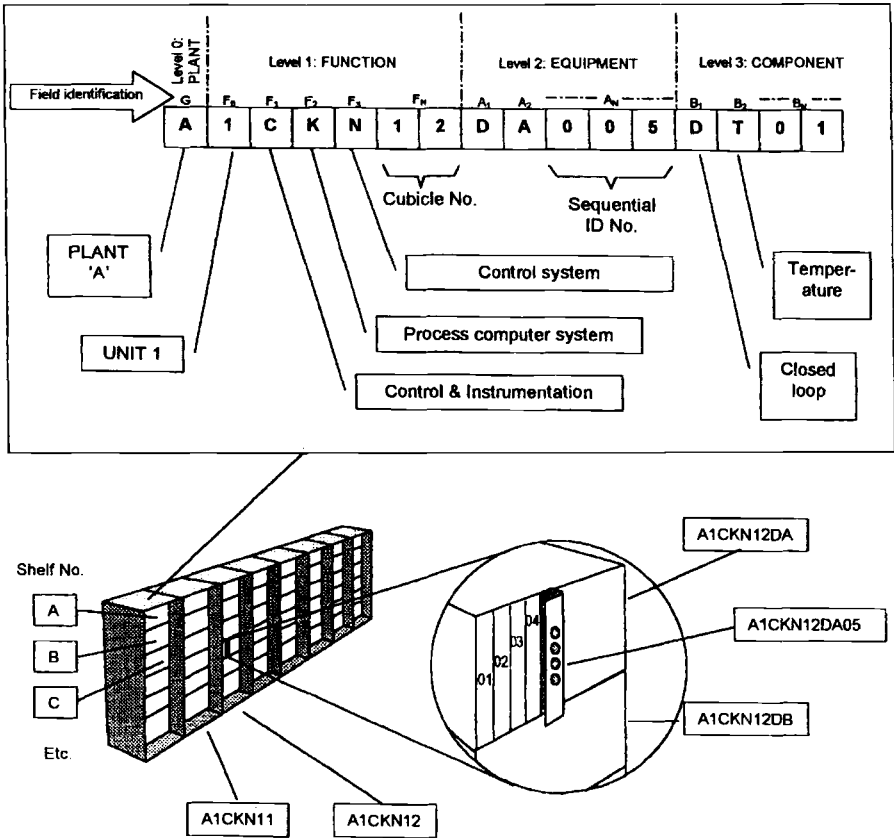 Level 0:
PLANT
Level 1: FUNCTION
Level 2: EQUIPMENT
Level 3: COMPONENT
Field identification
G F₀ F₁ F₂ F₃ F_N A₁ A₂ A_N B₁ B₂ B_N
A 1 C K N 1 2 D A 0 0 5 D T 0 1
Cubicle No.
Sequential
ID No.
PLANT
'A'
Control system
Temper-
ature
UNIT 1
Process computer system
Closed
loop
Control & Instrumentation
Shelf No.
A
B
C
Etc.
A1CKN11
A1CKN12
01
02
03
04
A1CKN12DA
A1CKN12DA05
A1CKN12DB